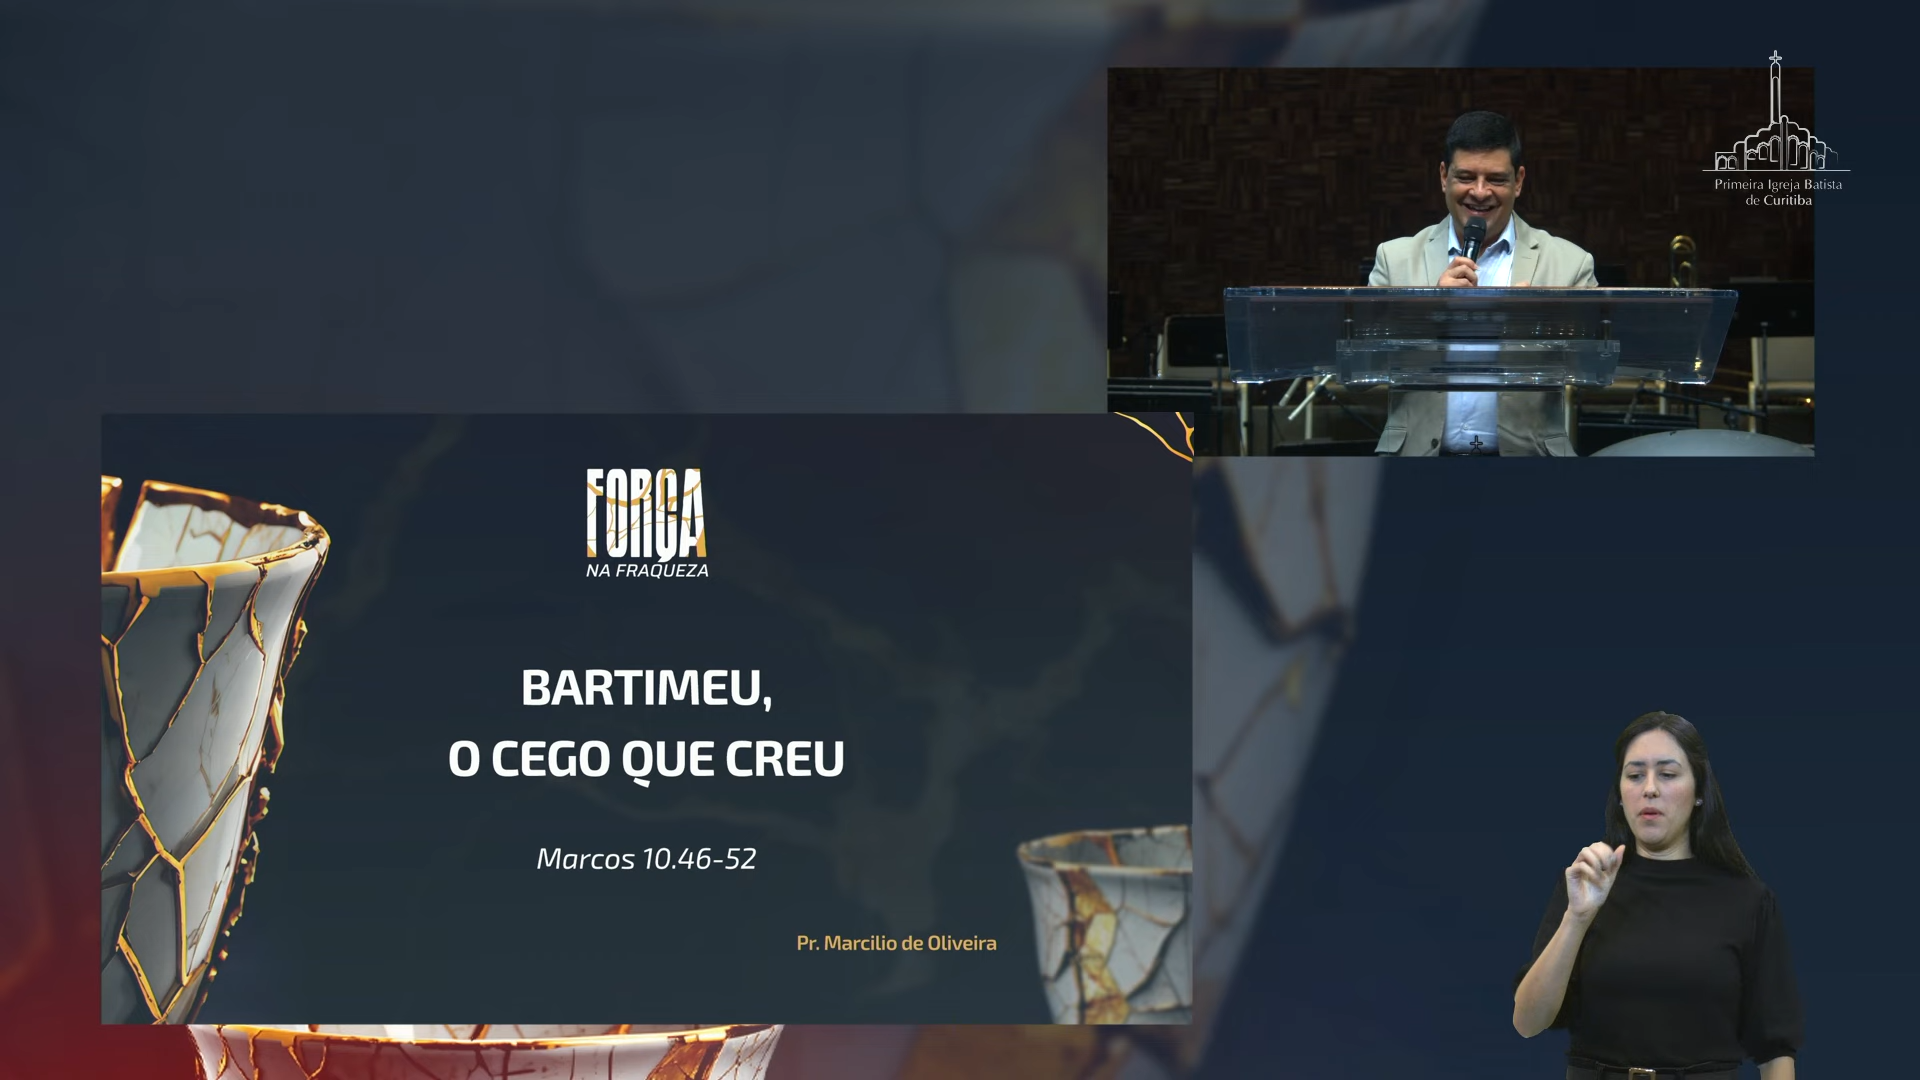 Primeira Igreja Batista
de Curitiba
FORÇA
NA FRAQUEZA
BARTIMEU,
O CEGO QUE CREU
Marcos 10.46-52
Pr. Marcilio de Oliveira